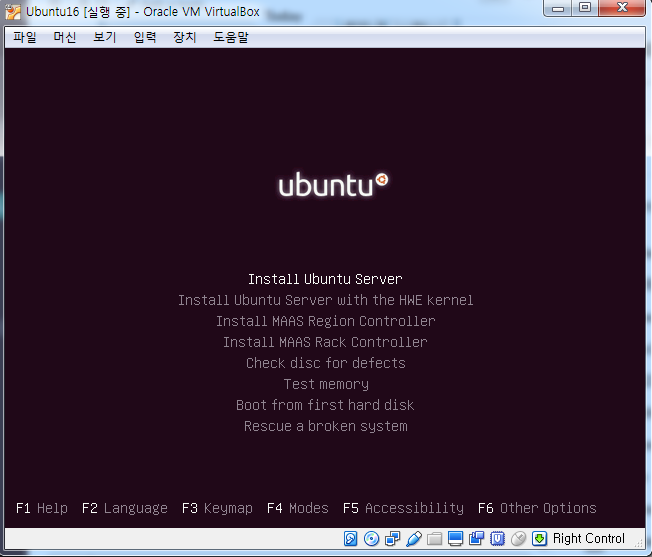 Ubuntu16 [실행 중] - Oracle VM VirtualBox
파일 머신 보기 입력 장치 도움말
ubuntu
Install Ubuntu Server
Install Ubuntu Server with the HWE kernel
Install MAAS Region Controller
Install MAAS Rack Controller
Check disc for defects
Test memory
Boot from first hard disk
Rescue a broken system
F1 Help F2 Language F3 Keymap F4 Modes F5 Accessibility F6 Other Options
Right Control